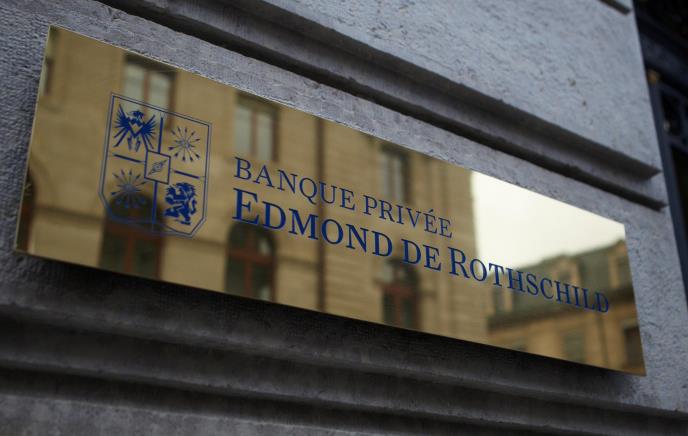 BANQUE PRIVÉE
EDMOND DE ROTHSCHILD